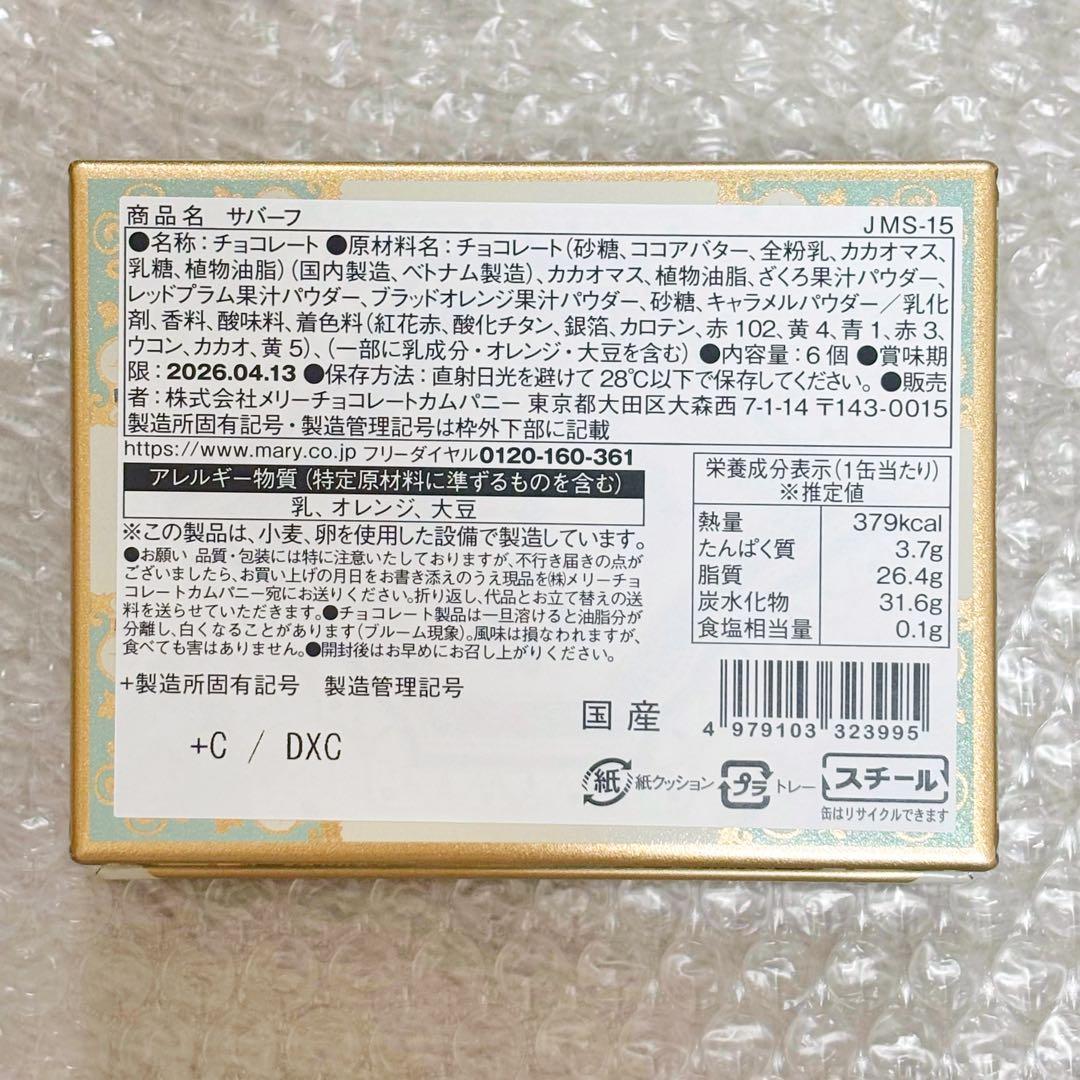 商品名 サバーフ JMS-15
●名称：チョコレート ●原材料名：チョコレート（砂糖、ココアバター、全粉乳、カカオマス、
乳糖、植物油脂）（国内製造、ベトナム製造）、カカオマス、植物油脂、ざくろ果汁パウダー、
レッドプラム果汁パウダー、ブラッドオレンジ果汁パウダー、砂糖、キャラメルパウダー／乳化
剤、香料、酸味料、着色料（紅花赤、酸化チタン、銀箔、カロテン、赤102、黄4、青1、赤3、
ウコン、カカオ、黄5）、（一部に乳成分・オレンジ・大豆を含む） ●内容量：6個 ●賞味期
限：2026.04.13 ●保存方法：直射日光を避けて28℃以下で保存してください。 ●販売
者：株式会社メリーチョコレートカムパニー 東京都大田区大森西7-1-14 〒143-0015
製造所固有記号・製造管理記号は枠外下部に記載
https://www.mary.co.jp フリーダイヤル0120-160-361
アレルギー物質（特定原材料に準ずるものを含む）
乳、オレンジ、大豆
※この製品は、小麦、卵を使用した設備で製造しています。
●お願い 品質・包装には特に注意いたしておりますが、不行き届きの点が
ございましたら、お買い上げの月日をお書き添えのうえ現品を㈱メリーチョ
コレートカムパニー宛にお送りください。折り返し、代品とお立て替えの送
料を送らせていただきます。●チョコレート製品は一旦溶けると油脂分が
分離し、白くなることがあります（ブルーム現象）。風味は損なわれますが、
食べても害はありません。●開封後はお早めにお召し上がりください。
栄養成分表示（1缶当たり）
※推定値
熱量 379kcal
たんぱく質 3.7g
脂質 26.4g
炭水化物 31.6g
食塩相当量 0.1g
+製造所固有記号 製造管理記号
+C / DXC
国産
4 979103 323995
紙 紙クッション プラ トレー スチール
缶はリサイクルできます